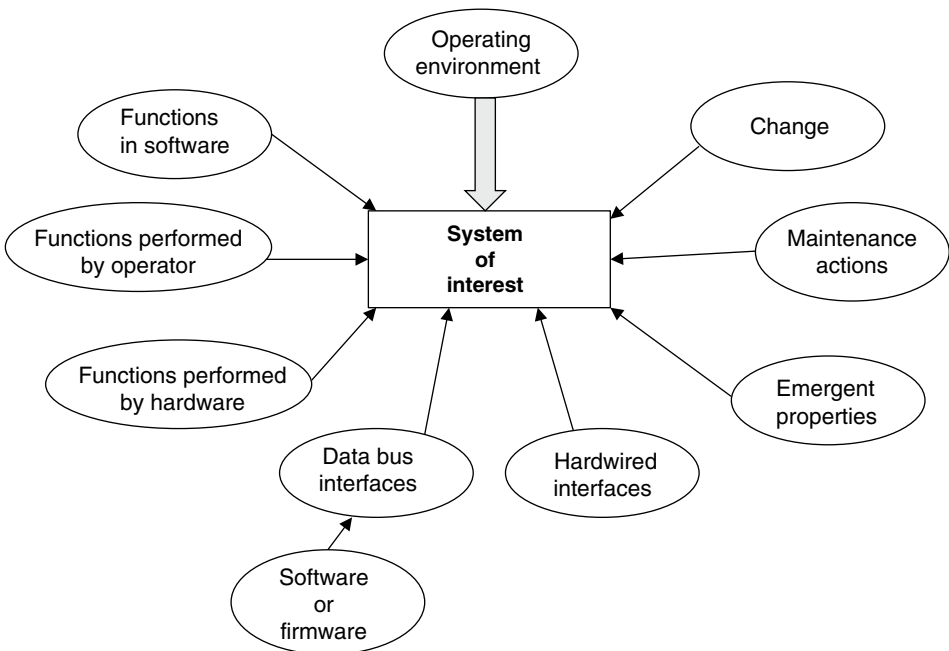 Operating
environment
Functions
in software
Change
Functions performed
by operator
System
of
interest
Maintenance
actions
Functions performed
by hardware
Emergent
properties
Data bus
interfaces
Hardwired
interfaces
Software
or
firmware